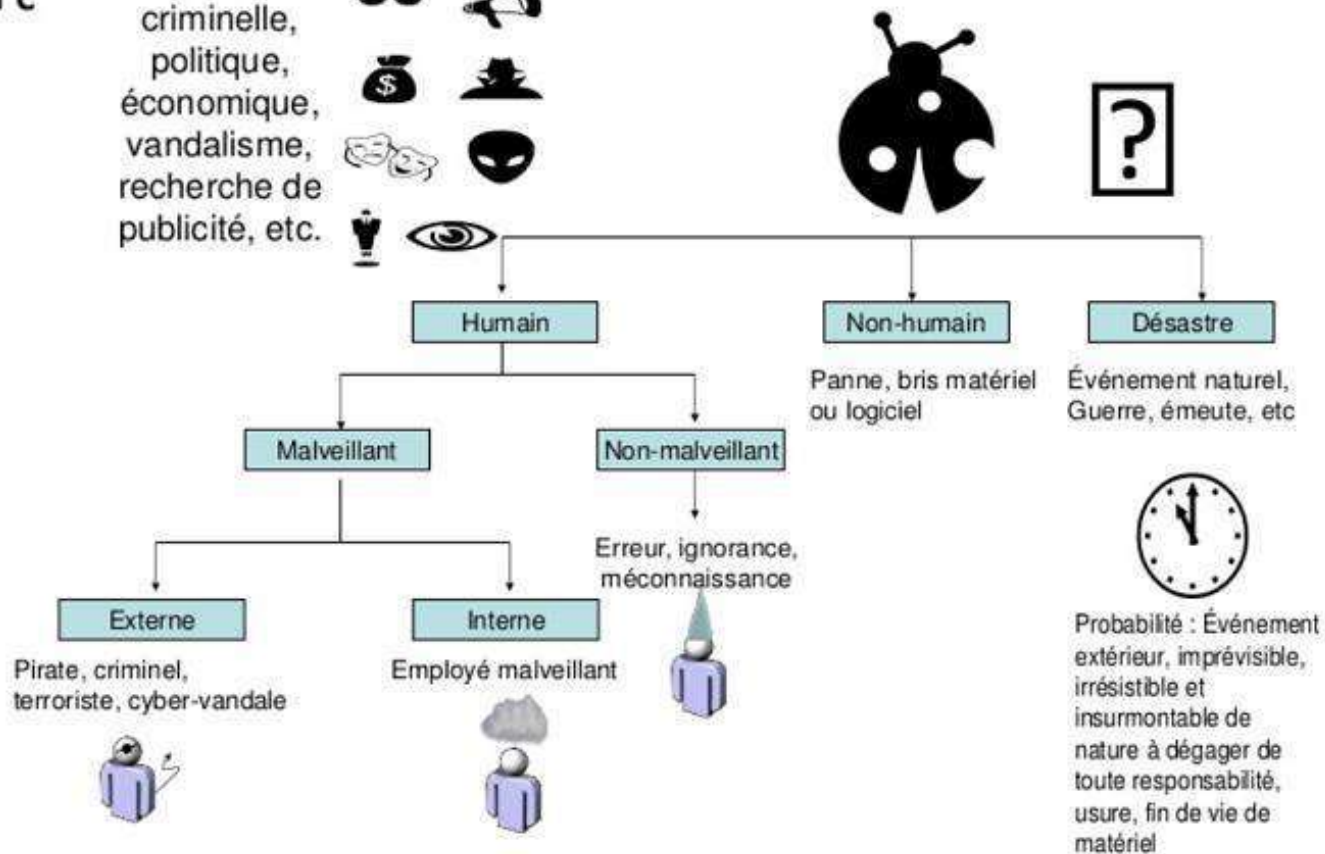 criminelle,
politique,
économique,
vandalisme,
recherche de
publicité, etc.
$
?
Humain
Non-humain
Désastre
Panne, bris matériel
ou logiciel
Événement naturel,
Guerre, émeute, etc
Malveillant
Non-malveillant
Erreur, ignorance,
méconnaissance
Externe
Interne
Pirate, criminel,
terroriste, cyber-vandale
Employé malveillant
Probabilité : Événement
extérieur, imprévisible,
irrésistible et
insurmontable de
nature à dégager de
toute responsabilité,
usure, fin de vie de
matériel